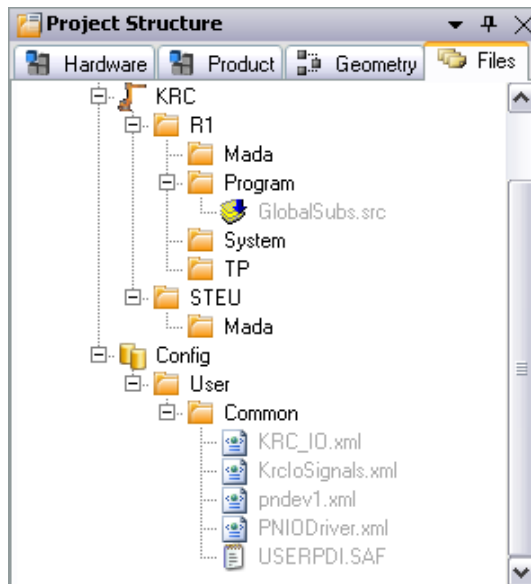 Project Structure
Hardware Product Geometry Files
KRC
R1
Mada
Program
GlobalSubs.src
System
TP
STEU
Mada
Config
User
Common
KRC_IO.xml
KrcIoSignals.xml
pndev1.xml
PNIODriver.xml
USERPDI.SAF